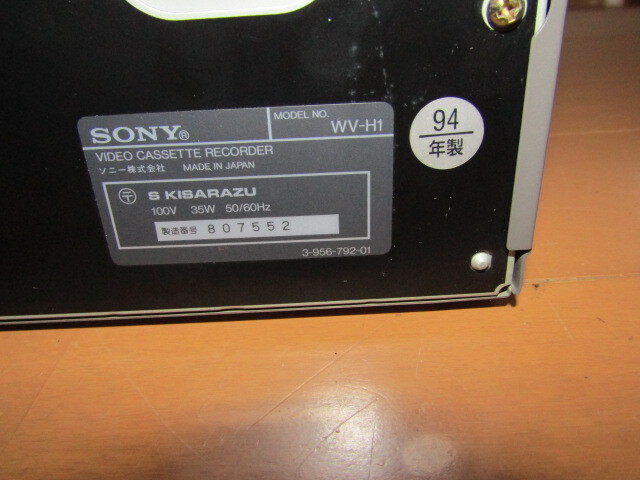 SONY®
MODEL NO.
WV-H1
VIDEO CASSETTE RECORDER
ソニー株式会社 MADE IN JAPAN
〒 S KISARAZU
100V 35W 50/60Hz
製造番号 807552
3-956-792-01
94
年製